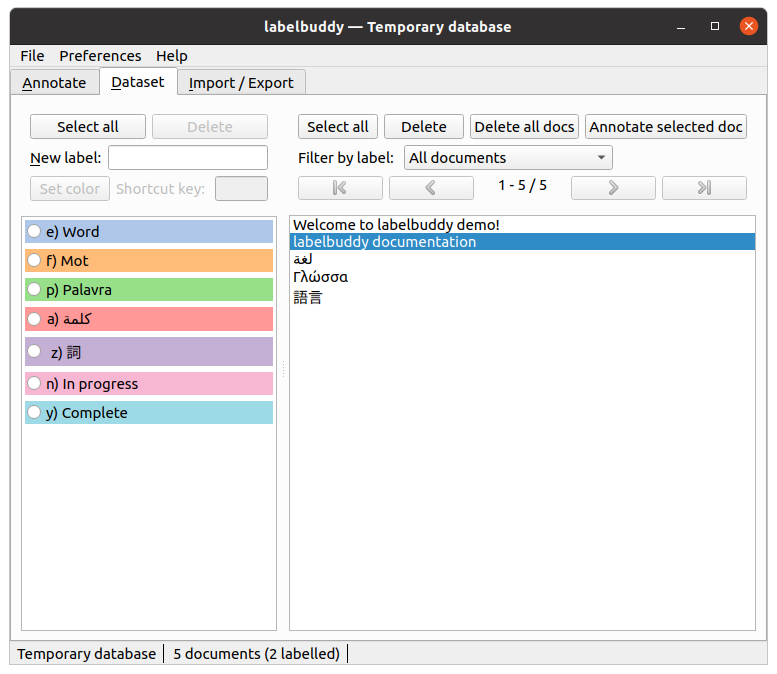 labelbuddy — Temporary database
File Preferences Help
Annotate Dataset Import / Export
Select all Delete
New label:
Set color Shortcut key:
e) Word
f) Mot
p) Palavra
a) كلمة
z) 詞
n) In progress
y) Complete
Select all Delete Delete all docs Annotate selected doc
Filter by label: All documents
1 - 5 / 5
Welcome to labelbuddy demo!
labelbuddy documentation
لغة
Γλώσσα
語言
Temporary database 5 documents (2 labelled)